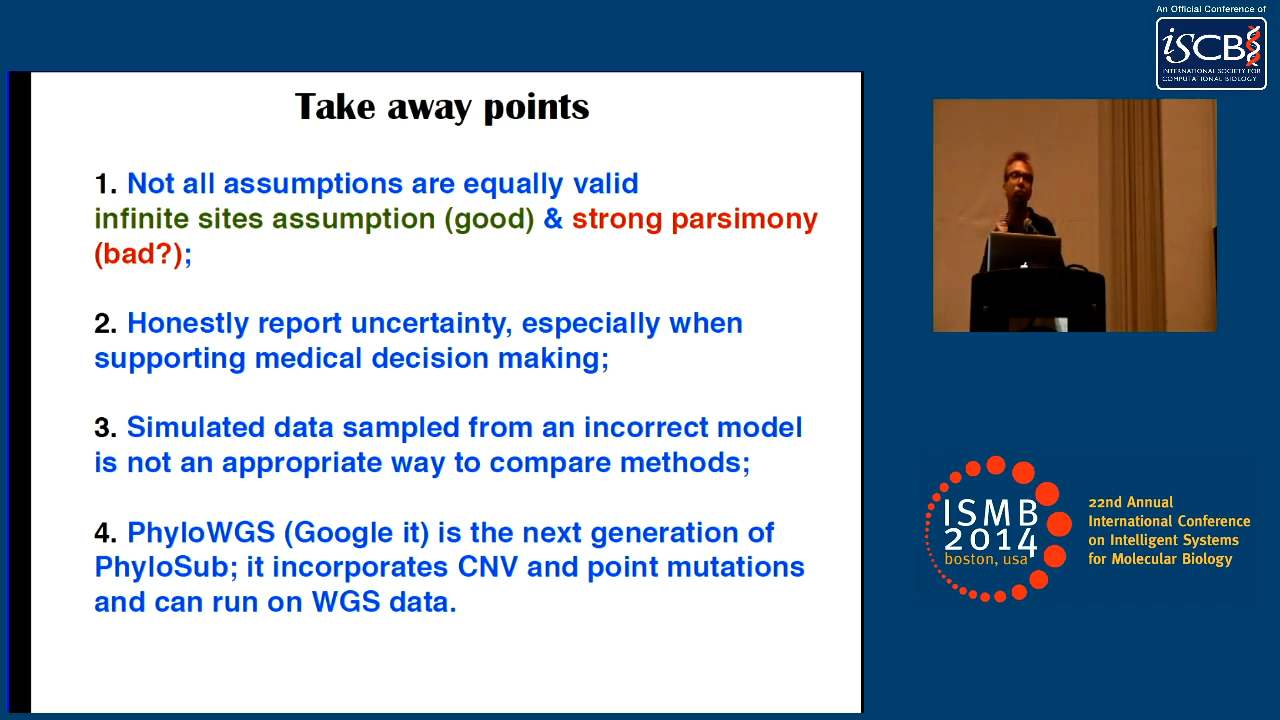 An Official Conference of
iSCB
INTERNATIONAL SOCIETY FOR
COMPUTATIONAL BIOLOGY
Take away points
1. Not all assumptions are equally valid
infinite sites assumption (good) & strong parsimony
(bad?);
2. Honestly report uncertainty, especially when
supporting medical decision making;
3. Simulated data sampled from an incorrect model
is not an appropriate way to compare methods;
4. PhyloWGS (Google it) is the next generation of
PhyloSub; it incorporates CNV and point mutations
and can run on WGS data.
ISMB
2014
boston, usa
22nd Annual
International Conference
on Intelligent Systems
for Molecular Biology